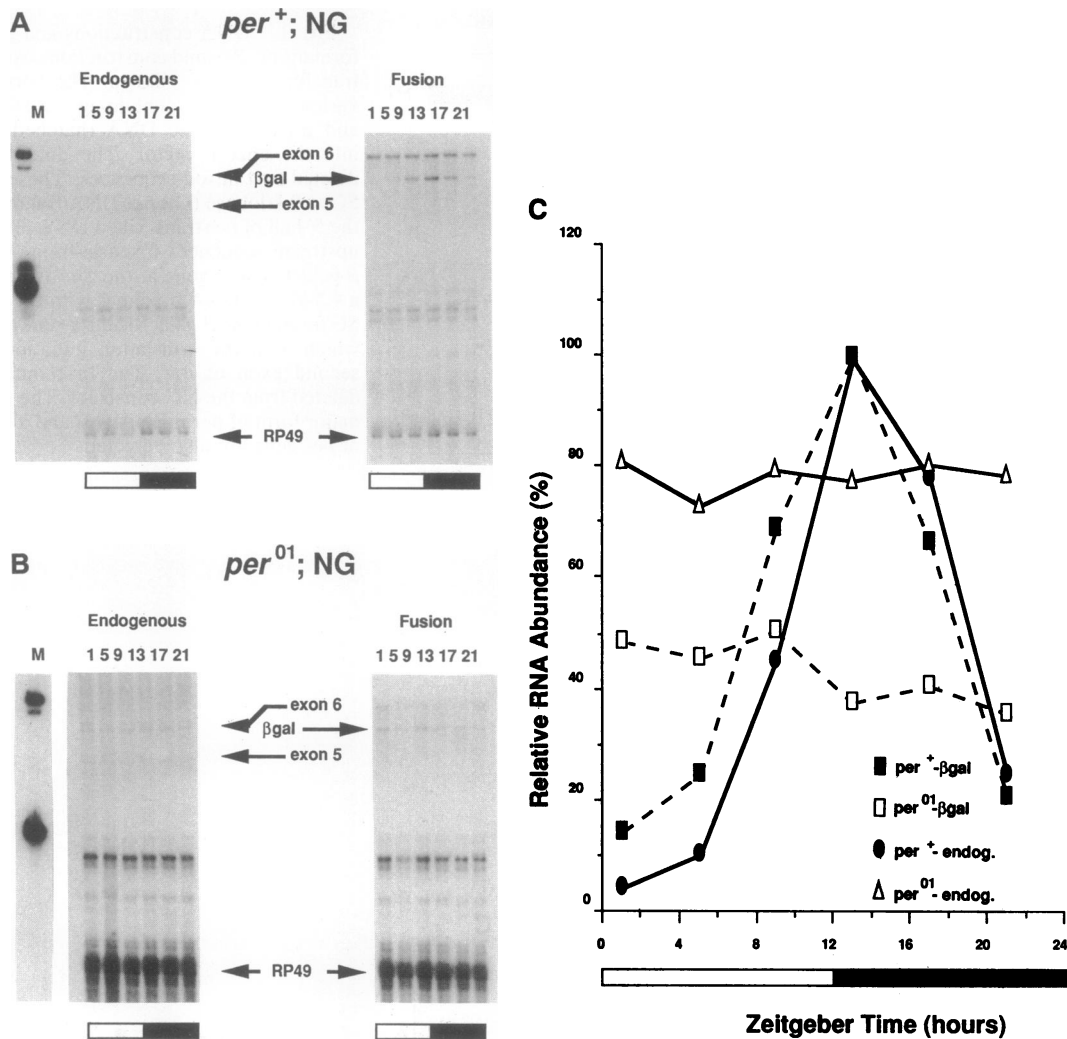 A
per+; NG
Endogenous
Fusion
M
1 5 9 13 17 21
1 5 9 13 17 21
exon 6
βgal
exon 5
RP49
B
per01; NG
Endogenous
Fusion
M
1 5 9 13 17 21
1 5 9 13 17 21
exon 6
βgal
exon 5
RP49
C
Relative RNA Abundance (%)
120
100
80
60
40
20
0
per+-βgal
per01-βgal
per+- endog.
per01- endog.
0 4 8 12 16 20 24
Zeitgeber Time (hours)